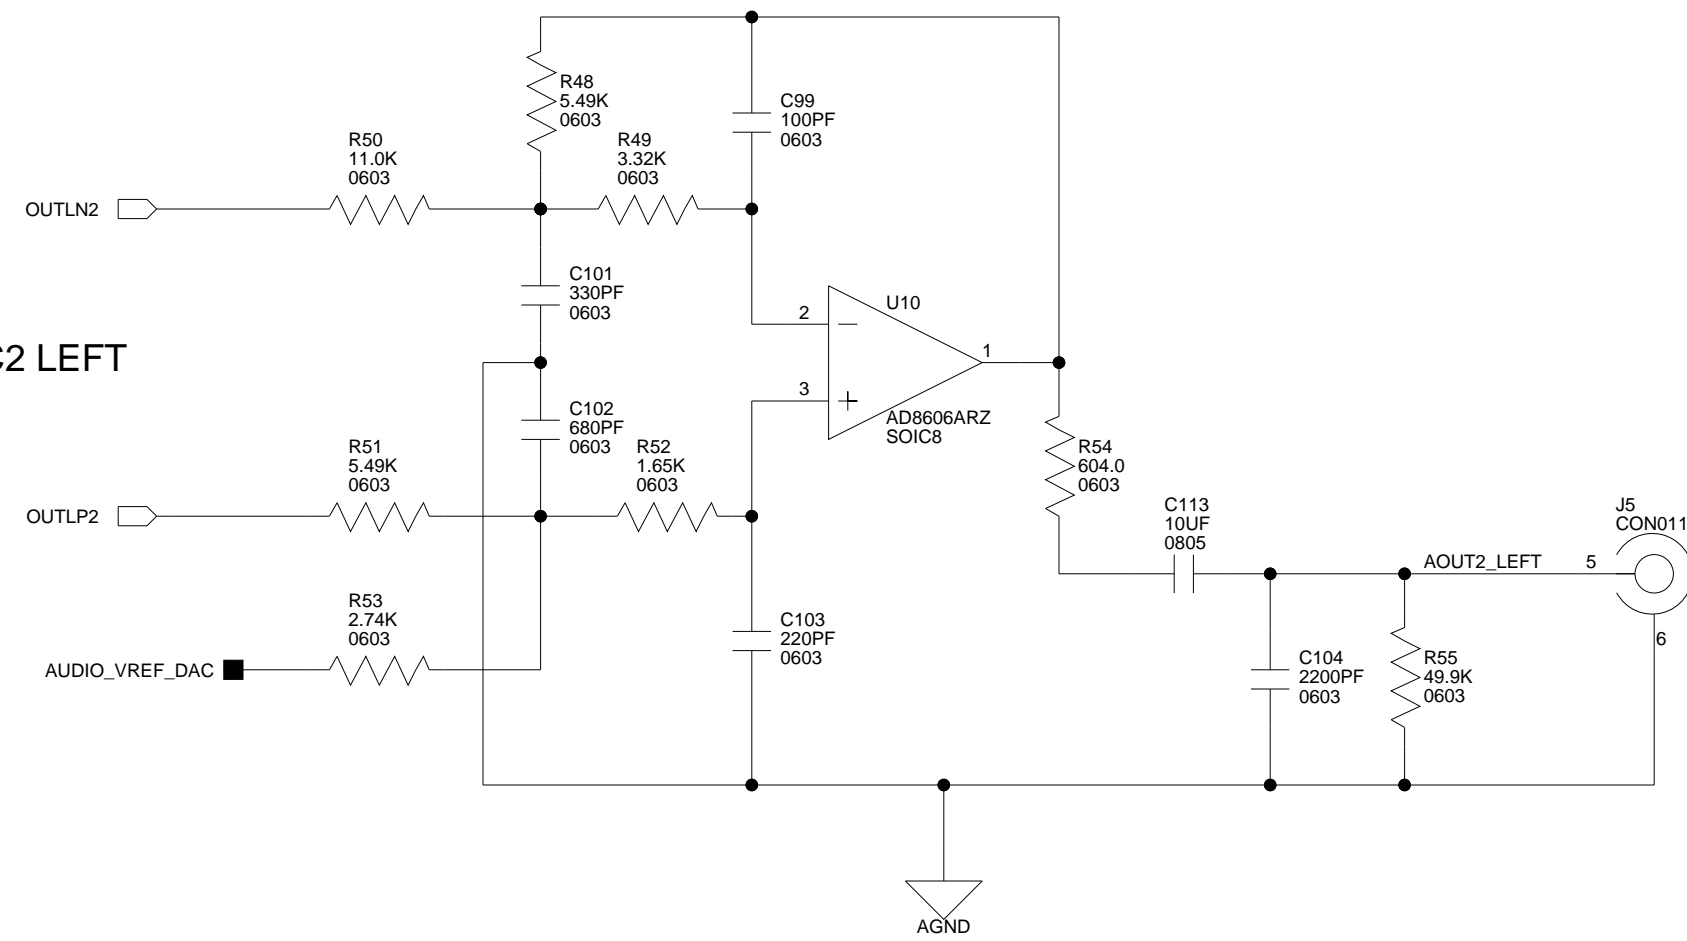 R48
5.49K
0603
C99
100PF
0603
R50
11.0K
0603
R49
3.32K
0603
OUTLN2
C101
330PF
0603
U10
2
1
3
AD8606ARZ
SOIC8
C2 LEFT
C102
680PF
0603
R51
5.49K
0603
R52
1.65K
0603
R54
604.0
0603
OUTLP2
C113
10UF
0805
J5
CON011
AOUT2_LEFT
5
6
R53
2.74K
0603
AUDIO_VREF_DAC
C103
220PF
0603
C104
2200PF
0603
R55
49.9K
0603
AGND